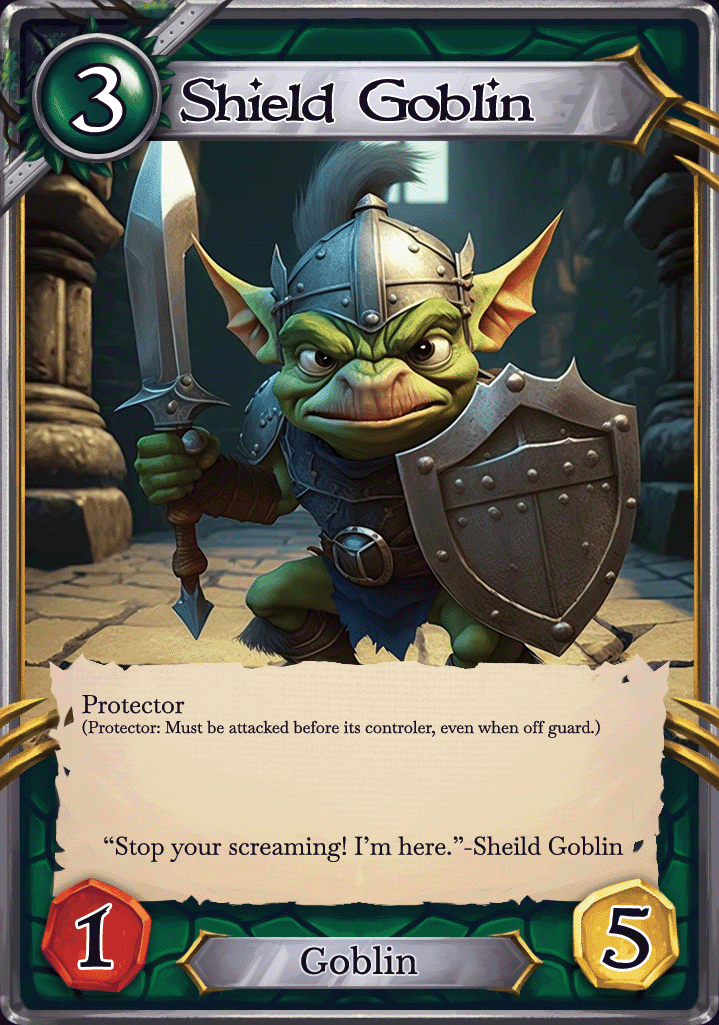 3
Shield Goblin
Protector
(Protector: Must be attacked before its controler, even when off guard.)
“Stop your screaming! I’m here.”-Sheild Goblin
1
Goblin
5